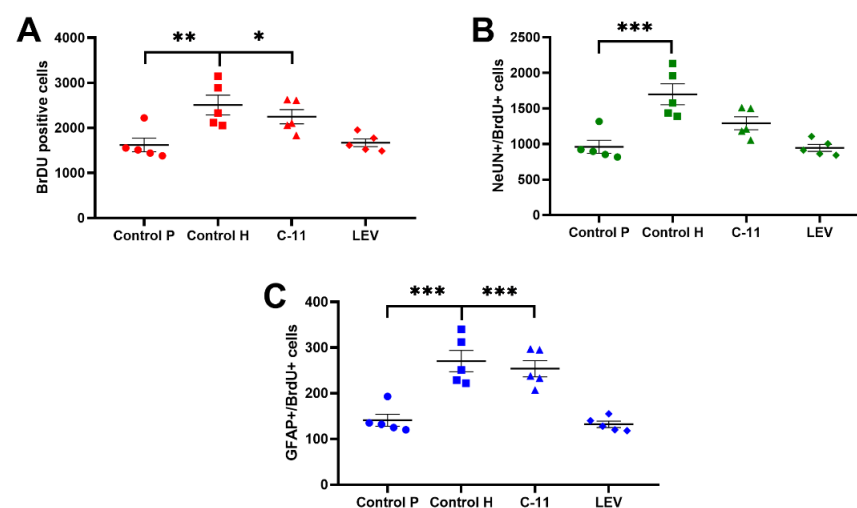 A
BrDU positive cells
4000
3000
2000
1000
0
** *
Control P Control H C-11 LEV
B
NeUN+/BrdU+ cells
2500
2000
1500
1000
500
0
***
Control P Control H C-11 LEV
C
GFAP+/BrdU+ cells
400
300
200
100
0
*** ***
Control P Control H C-11 LEV